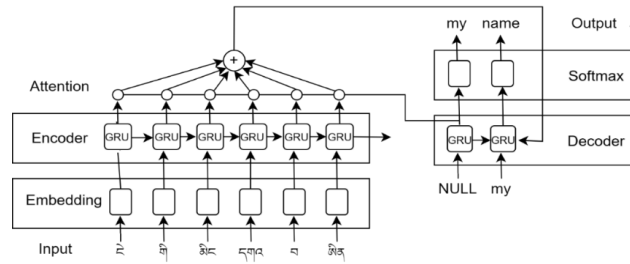 my name Output
Softmax
Attention
Encoder GRU GRU GRU GRU GRU GRU
GRU GRU Decoder
NULL my
Embedding
Input